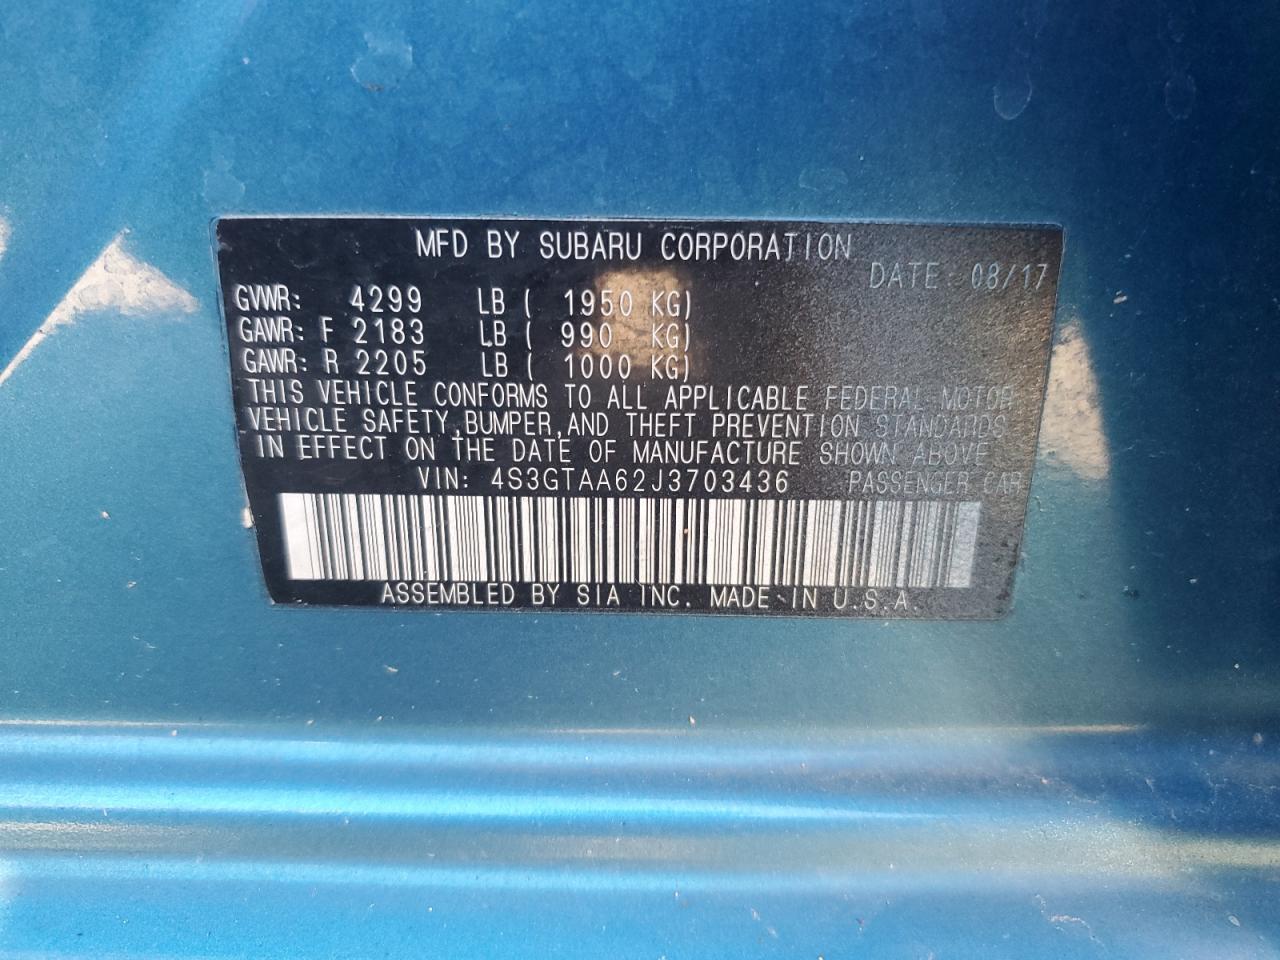 MFD BY SUBARU CORPORATION
DATE: 08/17
GVWR: 4299 LB ( 1950 KG)
GAWR: F 2183 LB ( 990 KG)
GAWR: R 2205 LB ( 1000 KG)
THIS VEHICLE CONFORMS TO ALL APPLICABLE FEDERAL MOTOR
VEHICLE SAFETY,BUMPER,AND THEFT PREVENTION STANDARDS
IN EFFECT ON THE DATE OF MANUFACTURE SHOWN ABOVE
VIN: 4S3GTAA62J3703436 PASSENGER CAR
ASSEMBLED BY SIA INC. MADE IN U.S.A.